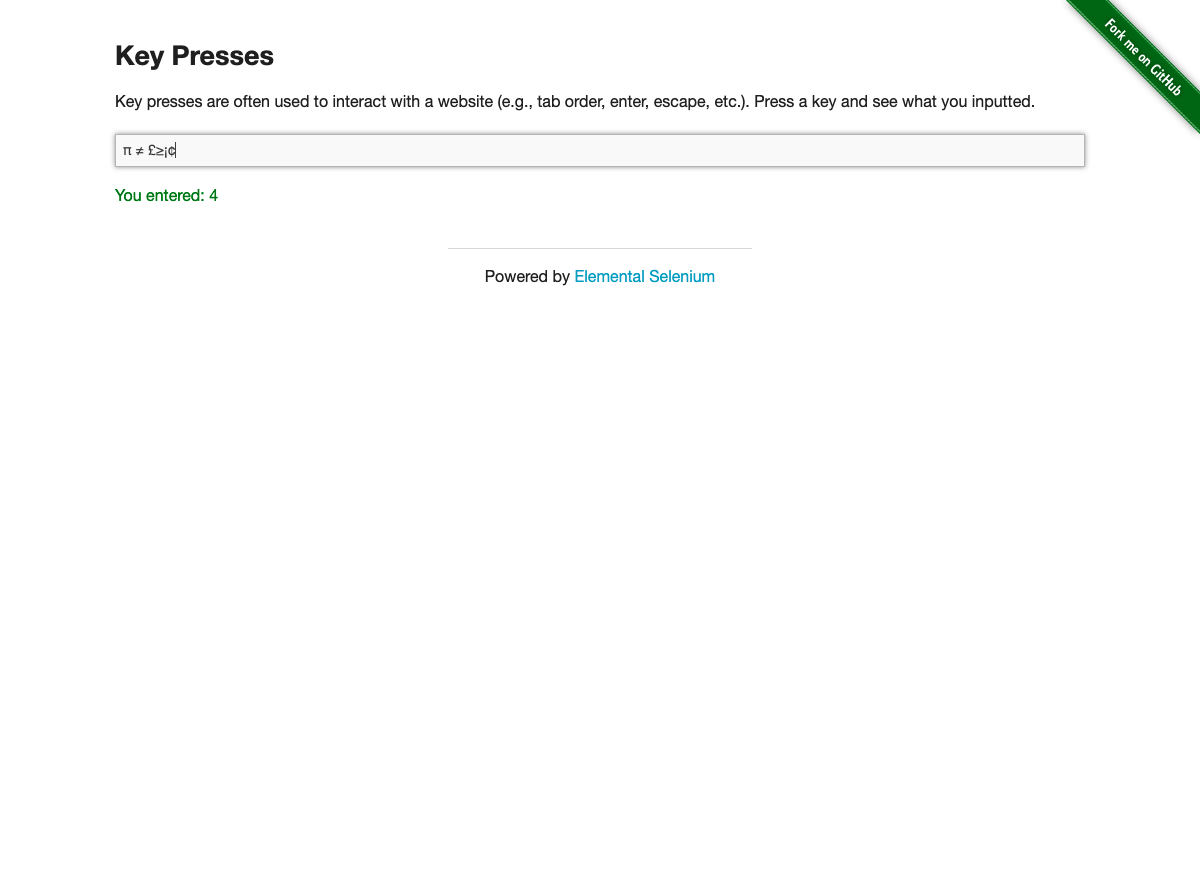 Fork me on GitHub
Key Presses
Key presses are often used to interact with a website (e.g., tab order, enter, escape, etc.). Press a key and see what you inputted.
π ≠ £≥¡¢
You entered: 4
Powered by Elemental Selenium